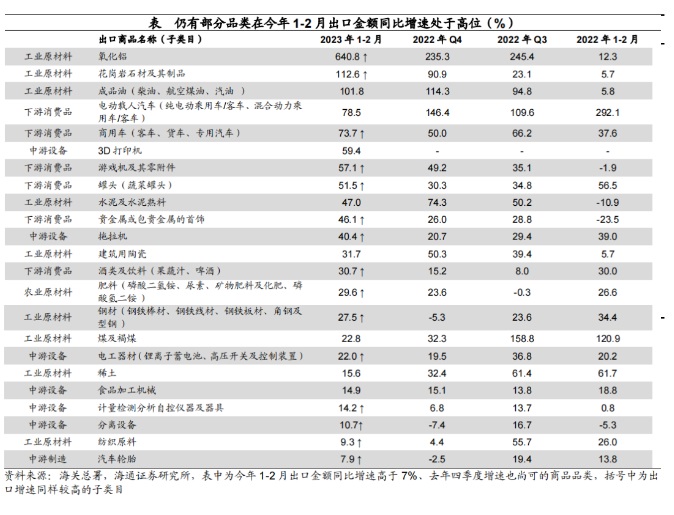 表 仍有部分品类在今年 1-2 月出口金额同比增速处于高位（%）
出口商品名称（子类目） 2023 年 1-2 月 2022 年 Q4 2022 年 Q3 2022 年 1-2 月
工业原材料 氧化铝 640.8 ↑ 235.3 245.4 12.3
工业原材料 花岗岩石材及其制品 112.6 ↑ 90.9 23.1 5.7
工业原材料 成品油（柴油、航空煤油、汽油） 101.8 114.3 94.8 5.8
下游消费品 电动载人汽车（纯电动乘用车/客车、混合动力乘用车/客车） 78.5 146.4 109.6 292.1
下游消费品 商用车（客车、货车、专用汽车） 73.7 ↑ 50.0 66.2 37.6
中游设备 3D 打印机 59.4 - - -
下游消费品 游戏机及其零附件 57.1 ↑ 49.2 35.1 -1.9
下游消费品 罐头（蔬菜罐头） 51.5 ↑ 30.3 34.8 56.5
工业原材料 水泥及水泥熟料 47.0 74.3 50.2 -10.9
下游消费品 贵金属或包贵金属的首饰 46.1 ↑ 26.0 28.8 -23.5
中游设备 拖拉机 40.4 ↑ 20.7 29.4 39.0
工业原材料 建筑用陶瓷 31.7 50.3 39.4 5.7
下游消费品 酒类及饮料（果蔬汁、啤酒） 30.7 ↑ 15.2 8.0 30.0
农业原材料 肥料（磷酸二氢铵、尿素、矿物肥料及化肥、磷酸氢二铵） 29.6 ↑ 23.6 -0.3 26.6
工业原材料 钢材（钢铁棒材、钢铁线材、钢铁板材、角钢及型钢） 27.5 ↑ -5.3 23.6 34.4
工业原材料 煤及褐煤 22.8 32.3 158.8 120.9
中游设备 电工器材（锂离子蓄电池、高压开关及控制装置） 22.0 ↑ 19.5 36.8 20.2
工业原材料 稀土 15.6 32.4 61.4 61.7
中游设备 食品加工机械 14.9 15.1 13.8 18.8
中游设备 计量检测分析自控仪器及器具 14.2 ↑ 6.8 13.7 0.8
中游设备 分离设备 10.7↑ -7.4 16.7 -5.3
工业原材料 纺织原料 9.3 ↑ 4.4 55.7 26.0
中游制造 汽车轮胎 7.9 ↑ -2.5 19.4 13.8
资料来源：海关总署，海通证券研究所，表中为今年 1-2 月出口金额同比增速高于 7%、去年四季度增速也尚可的商品品类，括号中为出
口增速同样较高的子类目